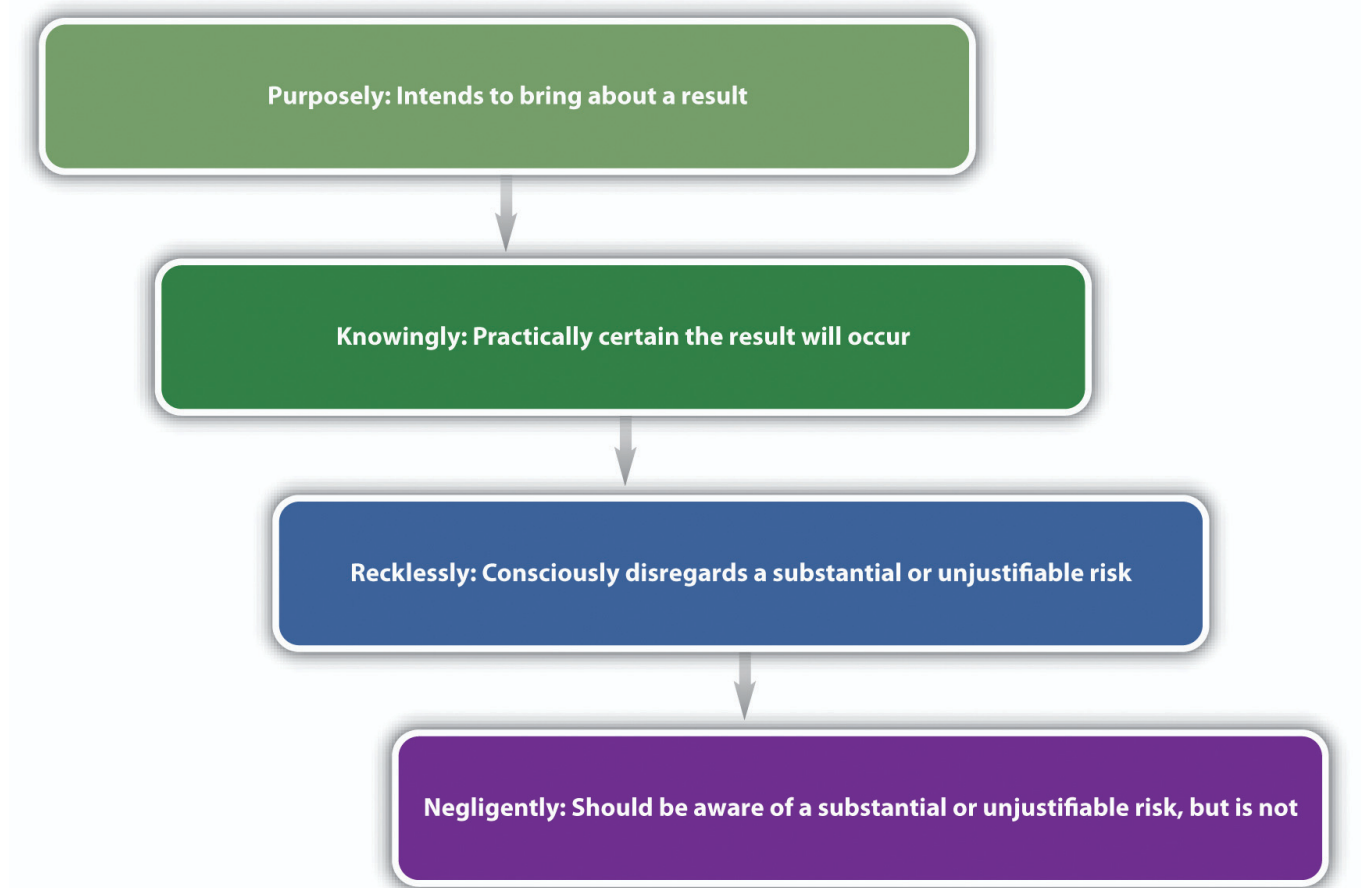 Purposely: Intends to bring about a result
Knowingly: Practically certain the result will occur
Recklessly: Consciously disregards a substantial or unjustifiable risk
Negligently: Should be aware of a substantial or unjustifiable risk, but is not